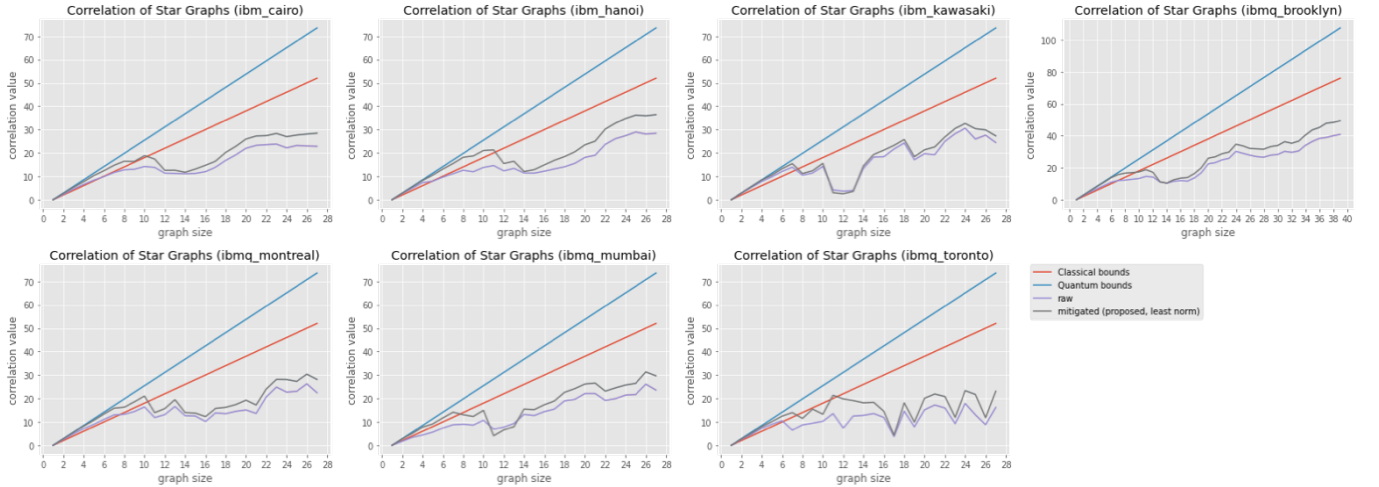 Correlation of Star Graphs (ibm_cairo)
correlation value
70
60
50
40
30
20
10
0
0 2 4 6 8 10 12 14 16 18 20 22 24 26 28
graph size
Correlation of Star Graphs (ibm_hanoi)
correlation value
70
60
50
40
30
20
10
0
0 2 4 6 8 10 12 14 16 18 20 22 24 26 28
graph size
Correlation of Star Graphs (ibm_kawasaki)
correlation value
70
60
50
40
30
20
10
0
0 2 4 6 8 10 12 14 16 18 20 22 24 26 28
graph size
Correlation of Star Graphs (ibmq_brooklyn)
correlation value
100
80
60
40
20
0
0 2 4 6 8 10 12 14 16 18 20 22 24 26 28 30 32 34 36 38 40
graph size
Correlation of Star Graphs (ibmq_montreal)
correlation value
70
60
50
40
30
20
10
0
0 2 4 6 8 10 12 14 16 18 20 22 24 26 28
graph size
Correlation of Star Graphs (ibmq_mumbai)
correlation value
70
60
50
40
30
20
10
0
0 2 4 6 8 10 12 14 16 18 20 22 24 26 28
graph size
Correlation of Star Graphs (ibmq_toronto)
correlation value
70
60
50
40
30
20
10
0
0 2 4 6 8 10 12 14 16 18 20 22 24 26 28
graph size
Classical bounds
Quantum bounds
raw
mitigated (proposed, least norm)